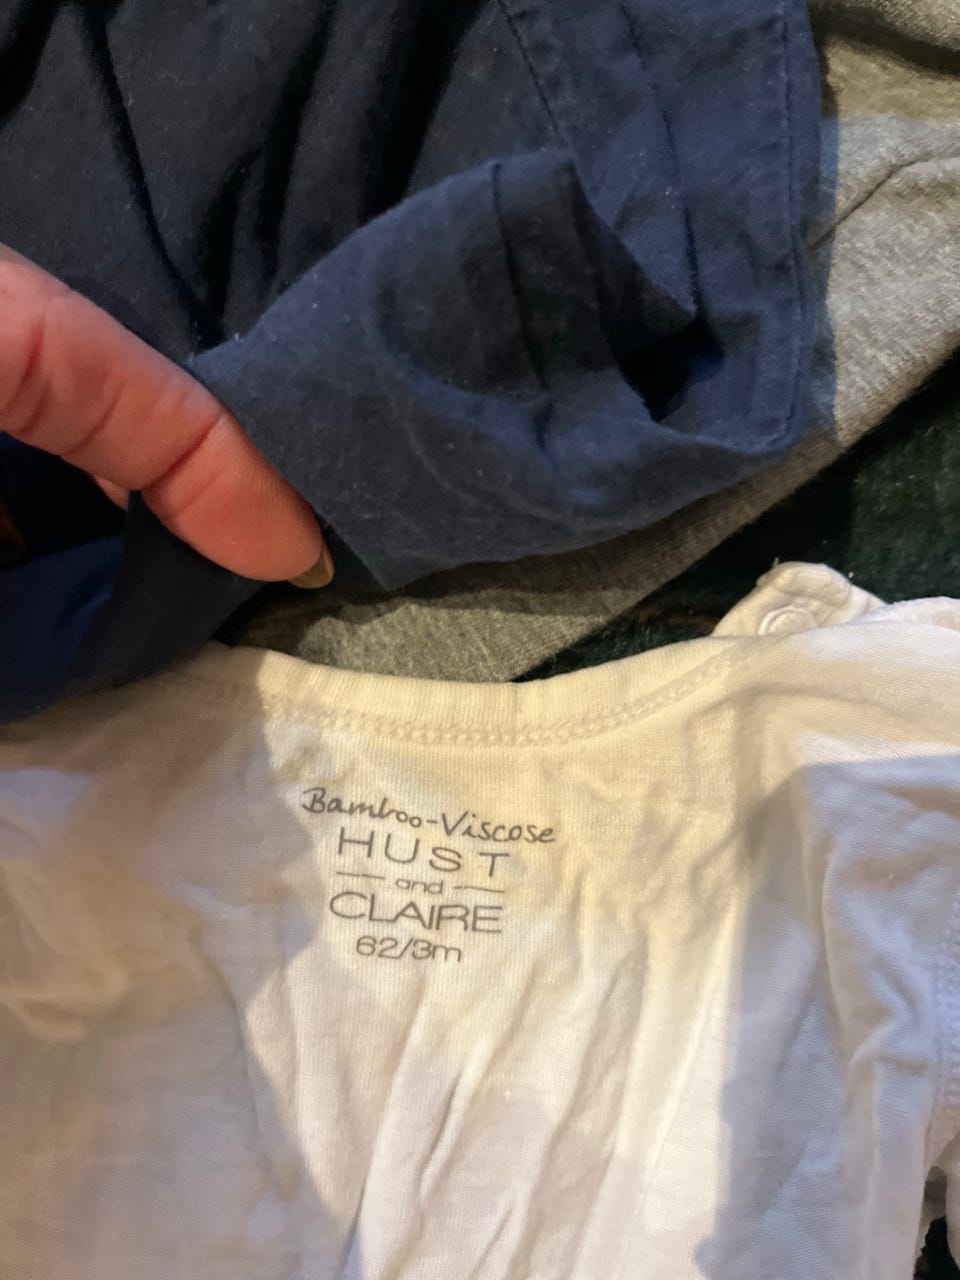 Bamboo-Viscose
HUST
and
CLAIRE
62/3m